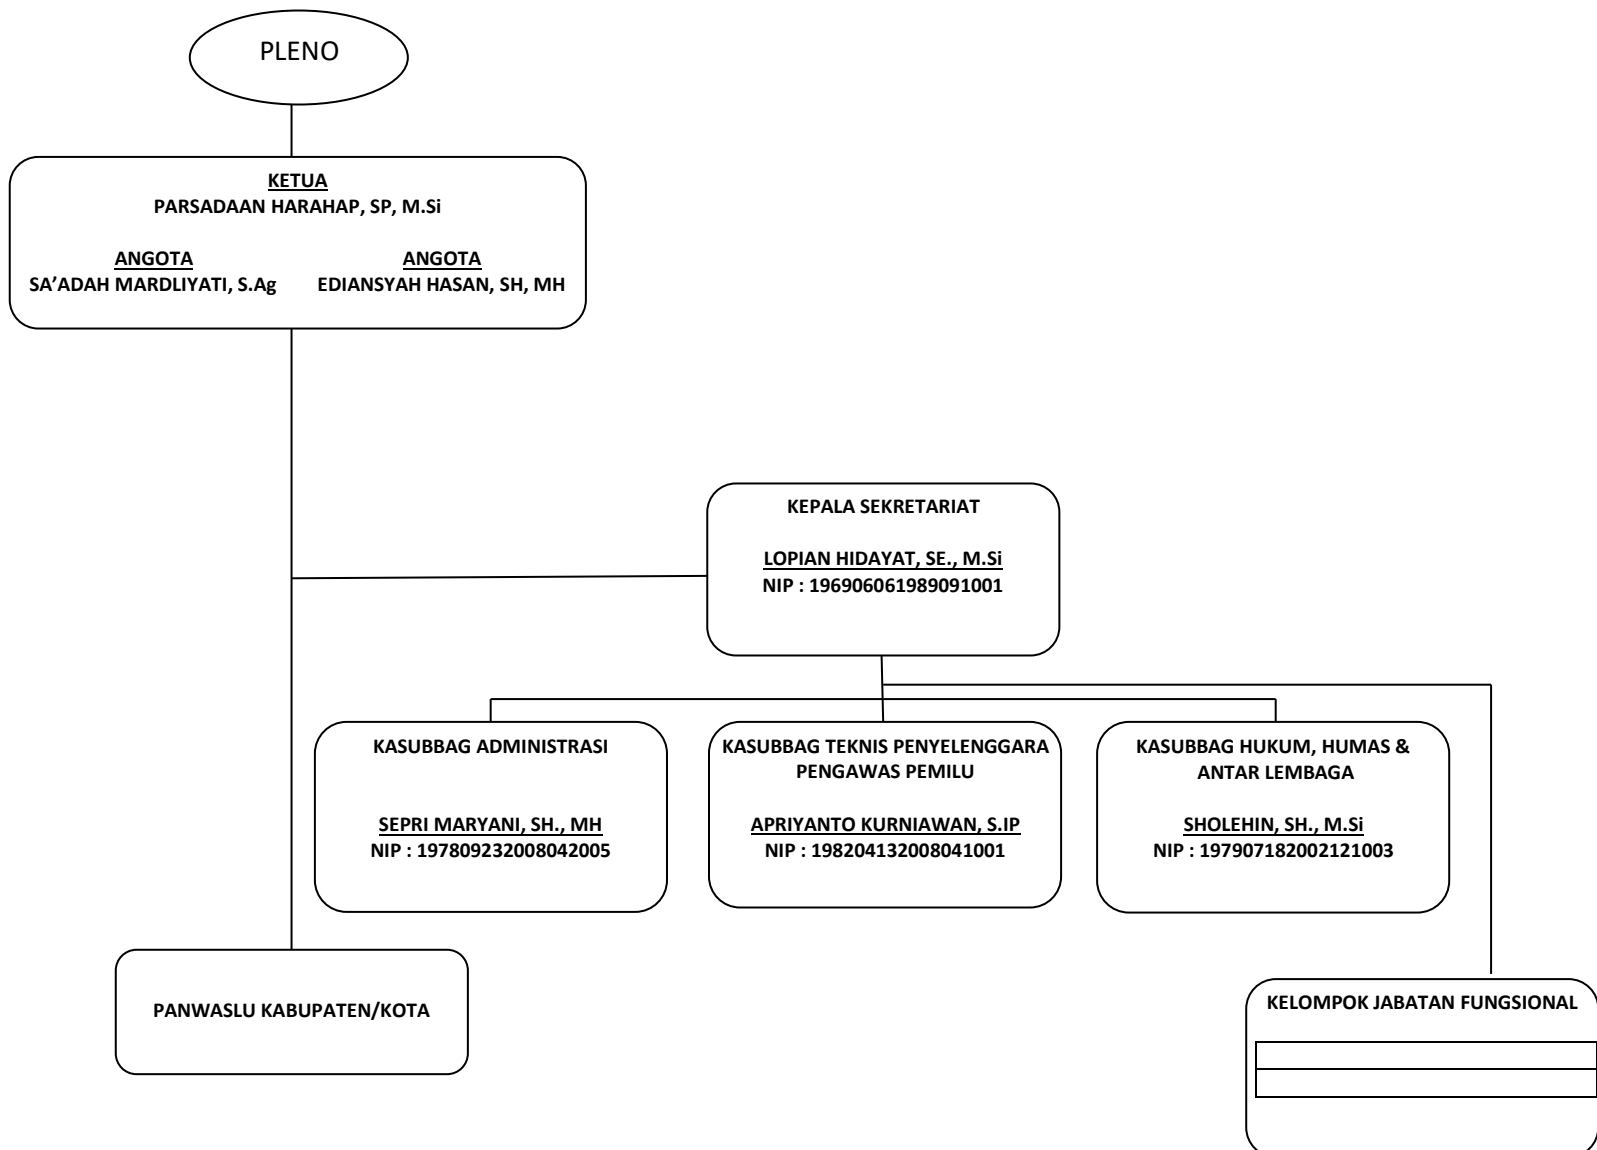 PLENO
KETUA
PARSADAAN HARAHAP, SP, M.Si
ANGOTA
SA’ADAH MARDLIYATI, S.Ag
ANGOTA
EDIANSYAH HASAN, SH, MH
KEPALA SEKRETARIAT
LOPIAN HIDAYAT, SE., M.Si
NIP : 196906061989091001
KASUBBAG ADMINISTRASI
SEPRI MARYANI, SH., MH
NIP : 197809232008042005
KASUBBAG TEKNIS PENYELENGGARA
PENGAWAS PEMILU
APRIYANTO KURNIAWAN, S.IP
NIP : 198204132008041001
KASUBBAG HUKUM, HUMAS &
ANTAR LEMBAGA
SHOLEHIN, SH., M.Si
NIP : 197907182002121003
PANWASLU KABUPATEN/KOTA
KELOMPOK JABATAN FUNGSIONAL